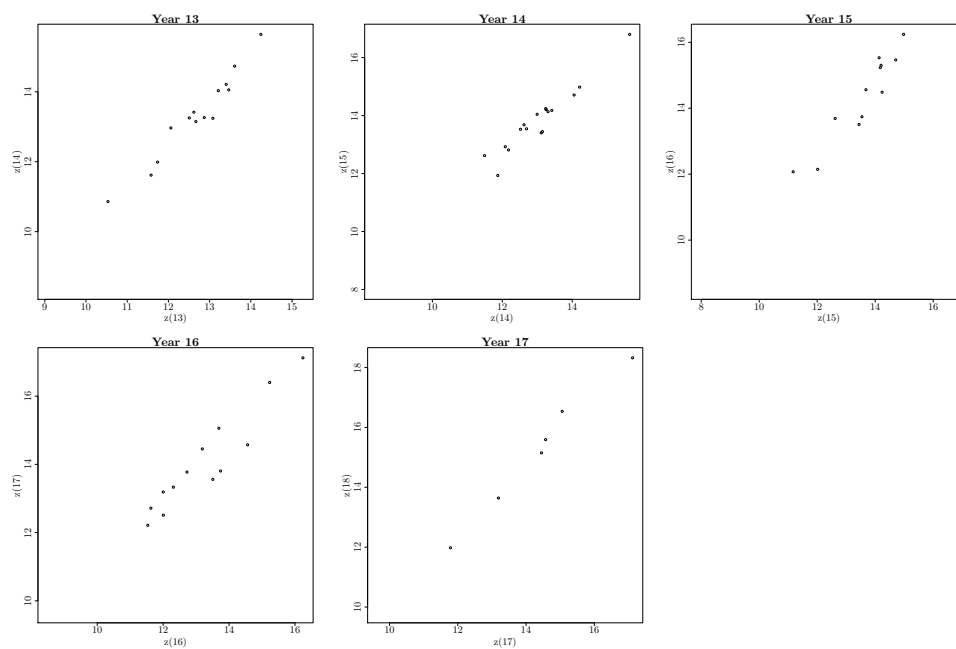 Year 13
z(14)
10 12 14
9 10 11 12 13 14 15
z(13)
Year 14
z(15)
8 10 12 14 16
10 12 14
z(14)
Year 15
z(16)
10 12 14 16
8 10 12 14 16
z(15)
Year 16
z(17)
10 12 14 16
10 12 14 16
z(16)
Year 17
z(18)
10 12 14 16 18
10 12 14 16
z(17)